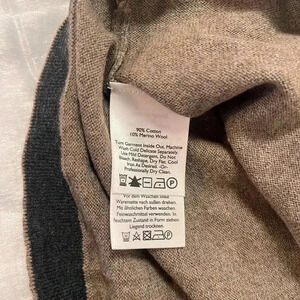 90% Cotton
10% Merino Wool
Turn Garment Inside Out, Machine
Wash Cold Delicate Separately.
Use Mild Detergent. Do Not
Bleach, Reshape, Dry Flat. Cool
Iron As Desired. -Or-
Professionally Dry Clean.
Vor dem Waschen diese
Warenseite nach außen drehen.
Mit ähnlichen Farben waschen.
Feinwaschmittel verwenden. In
feuchtem Zustand in Form ziehen.
Liegend trocknen.